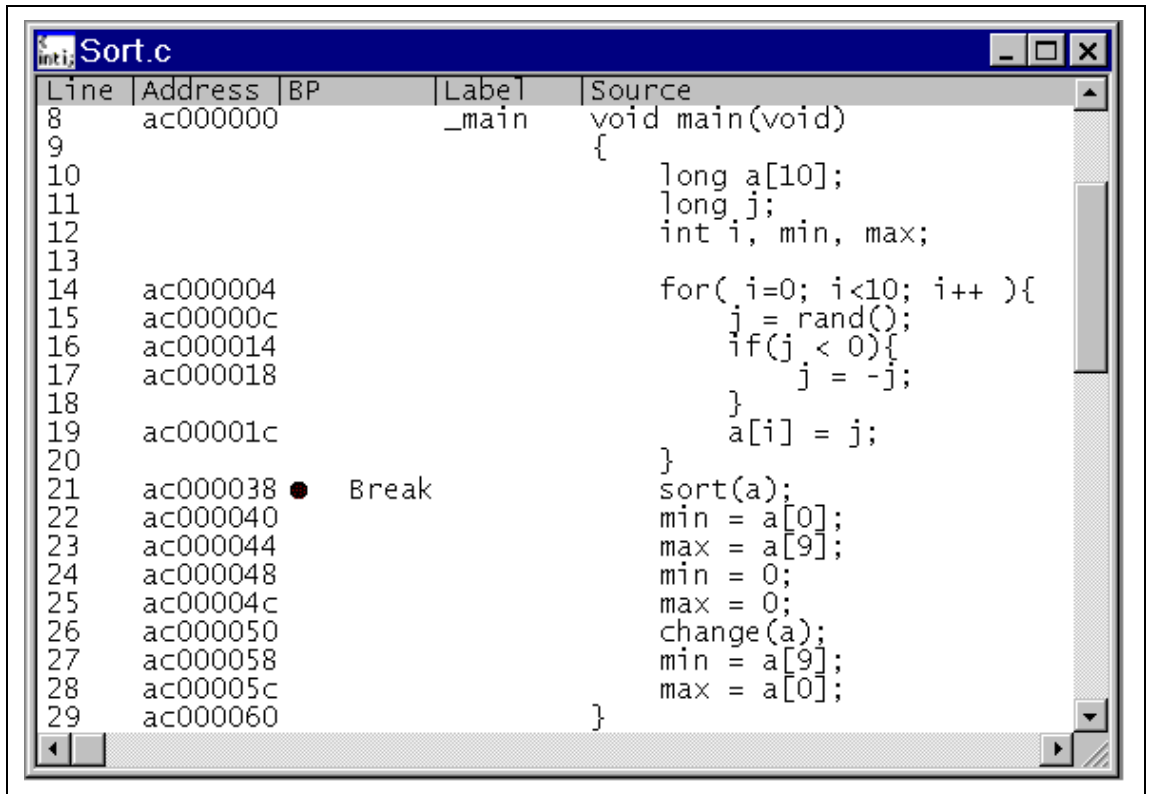 inti; Sort.c
Line |Address |BP |Label |Source
8 ac000000 _main void main(void)
9 {
10 long a[10];
11 long j;
12 int i, min, max;
13
14 ac000004 for( i=0; i<10; i++ ){
15 ac00000c j = rand();
16 ac000014 if(j < 0){
17 ac000018 j = -j;
18 }
19 ac00001c a[i] = j;
20 }
21 ac000038 ● Break sort(a);
22 ac000040 min = a[0];
23 ac000044 max = a[9];
24 ac000048 min = 0;
25 ac00004c max = 0;
26 ac000050 change(a);
27 ac000058 min = a[9];
28 ac00005c max = a[0];
29 ac000060 }